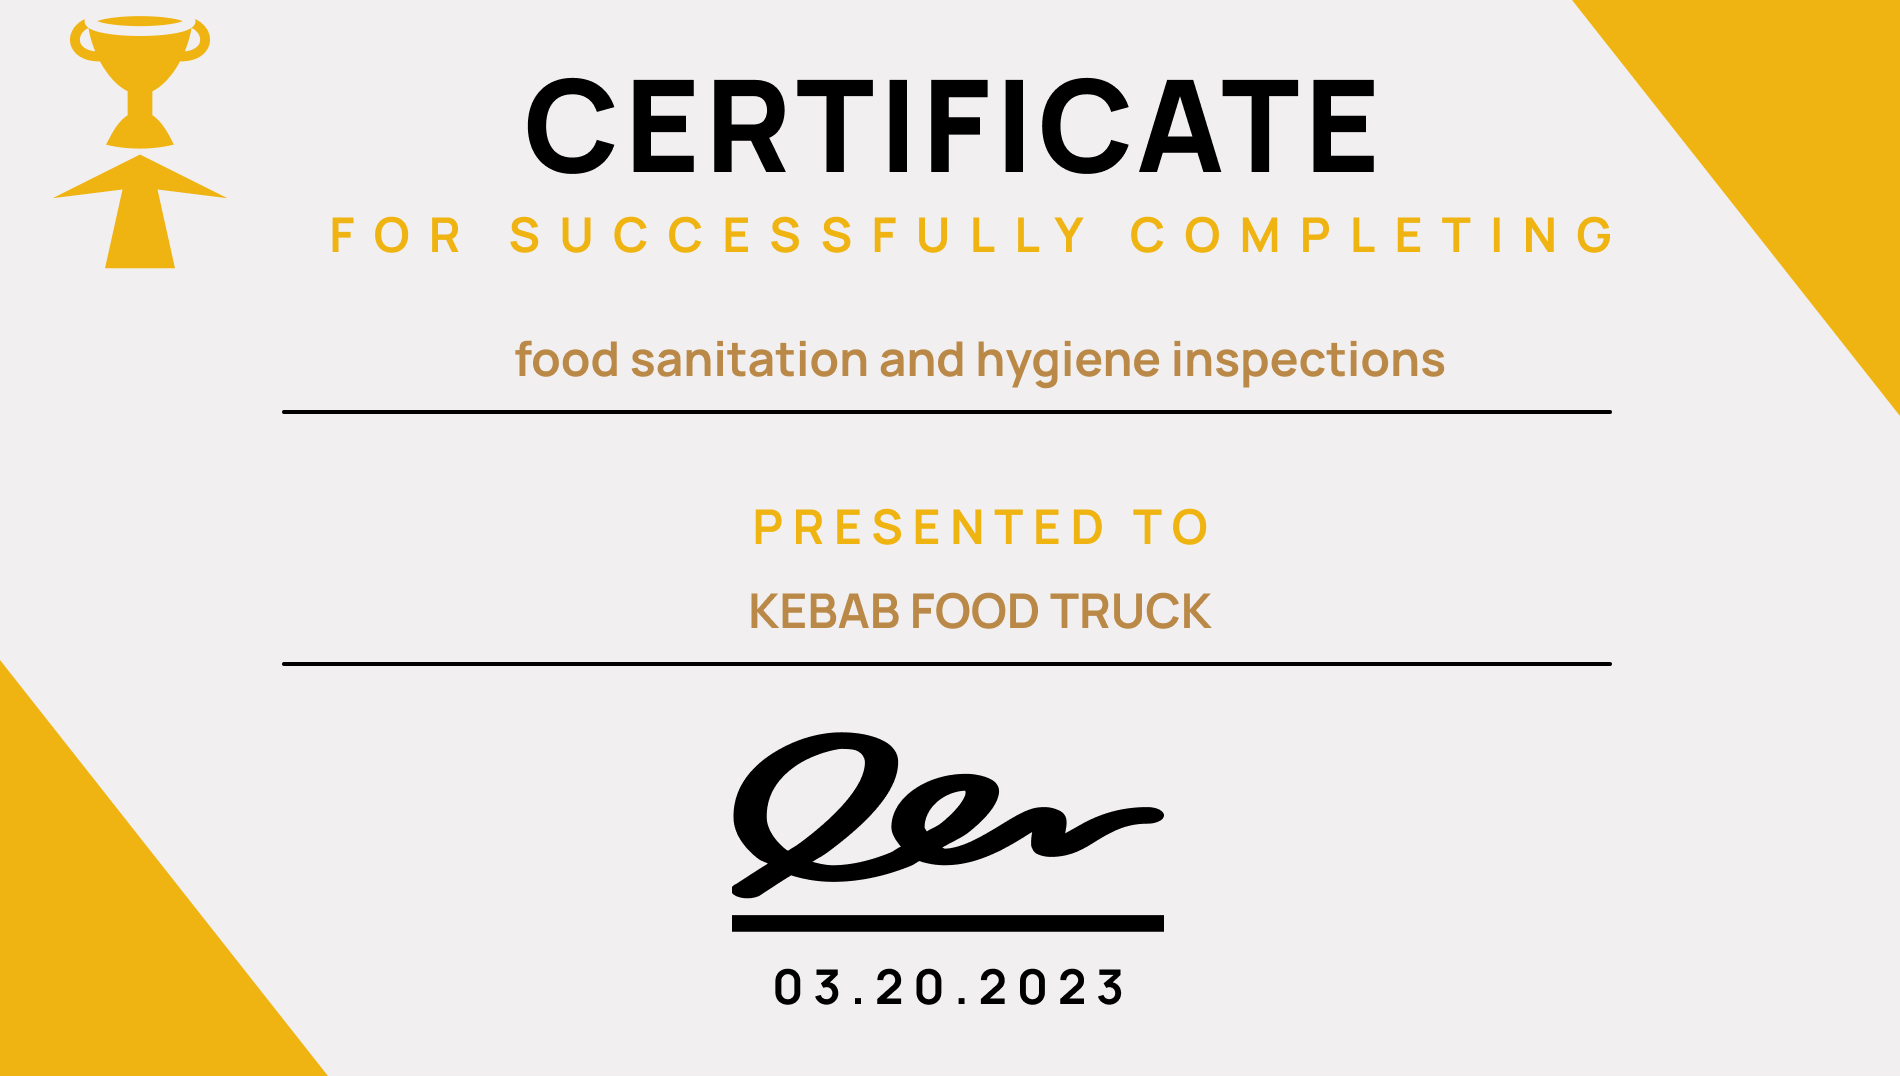 CERTIFICATE
FOR SUCCESSFULLY COMPLETING
food sanitation and hygiene inspections
PRESENTED TO
KEBAB FOOD TRUCK
03.20.2023